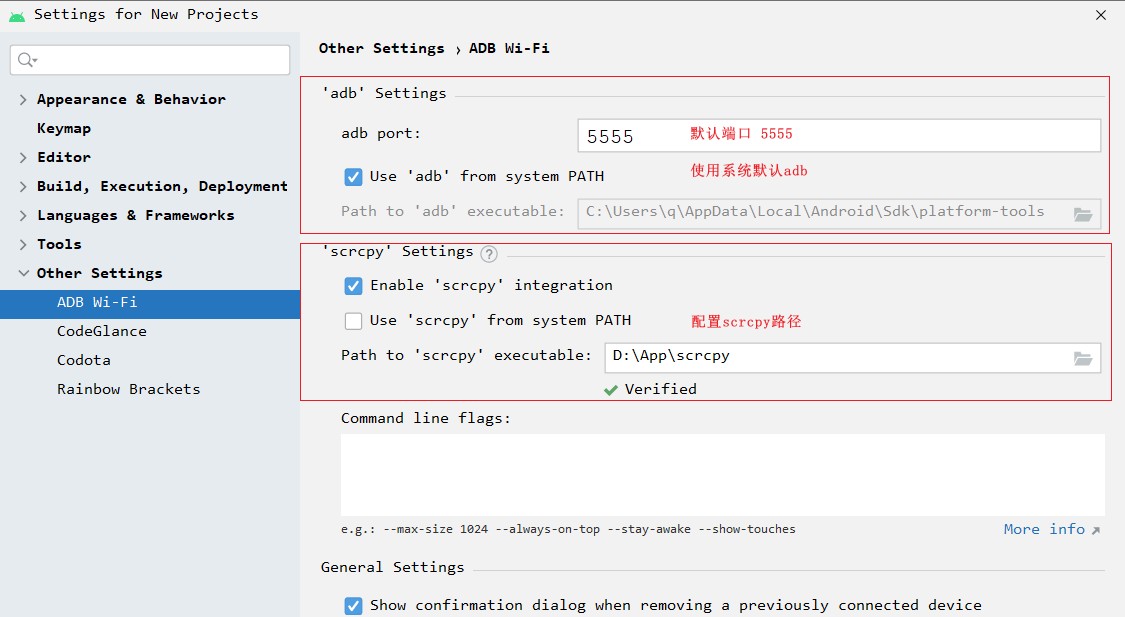 Settings for New Projects
Other Settings › ADB Wi-Fi
Appearance & Behavior
Keymap
Editor
Build, Execution, Deployment
Languages & Frameworks
Tools
Other Settings
ADB Wi-Fi
CodeGlance
Codota
Rainbow Brackets
'adb' Settings
adb port:
5555
默认端口 5555
Use 'adb' from system PATH
使用系统默认adb
Path to 'adb' executable:
C:\Users\q\AppData\Local\Android\Sdk\platform-tools
'scrcpy' Settings ?
Enable 'scrcpy' integration
Use 'scrcpy' from system PATH
配置scrcpy路径
Path to 'scrcpy' executable:
D:\App\scrcpy
Verified
Command line flags:
e.g.: --max-size 1024 --always-on-top --stay-awake --show-touches
More info
General Settings
Show confirmation dialog when removing a previously connected device